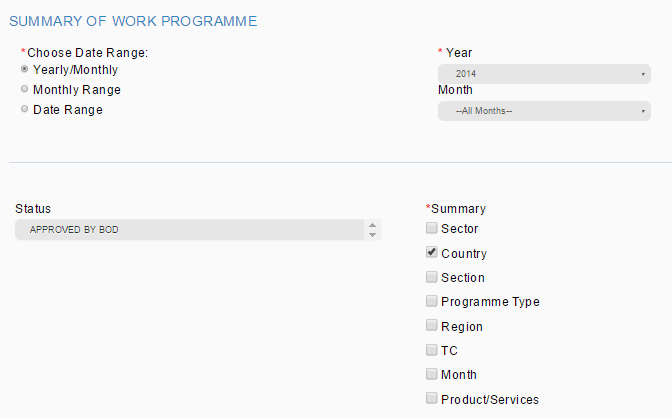 SUMMARY OF WORK PROGRAMME
*Choose Date Range:
Yearly/Monthly
Monthly Range
Date Range
* Year
2014
Month
--All Months--
Status
APPROVED BY BOD
*Summary
Sector
Country
Section
Programme Type
Region
TC
Month
Product/Services